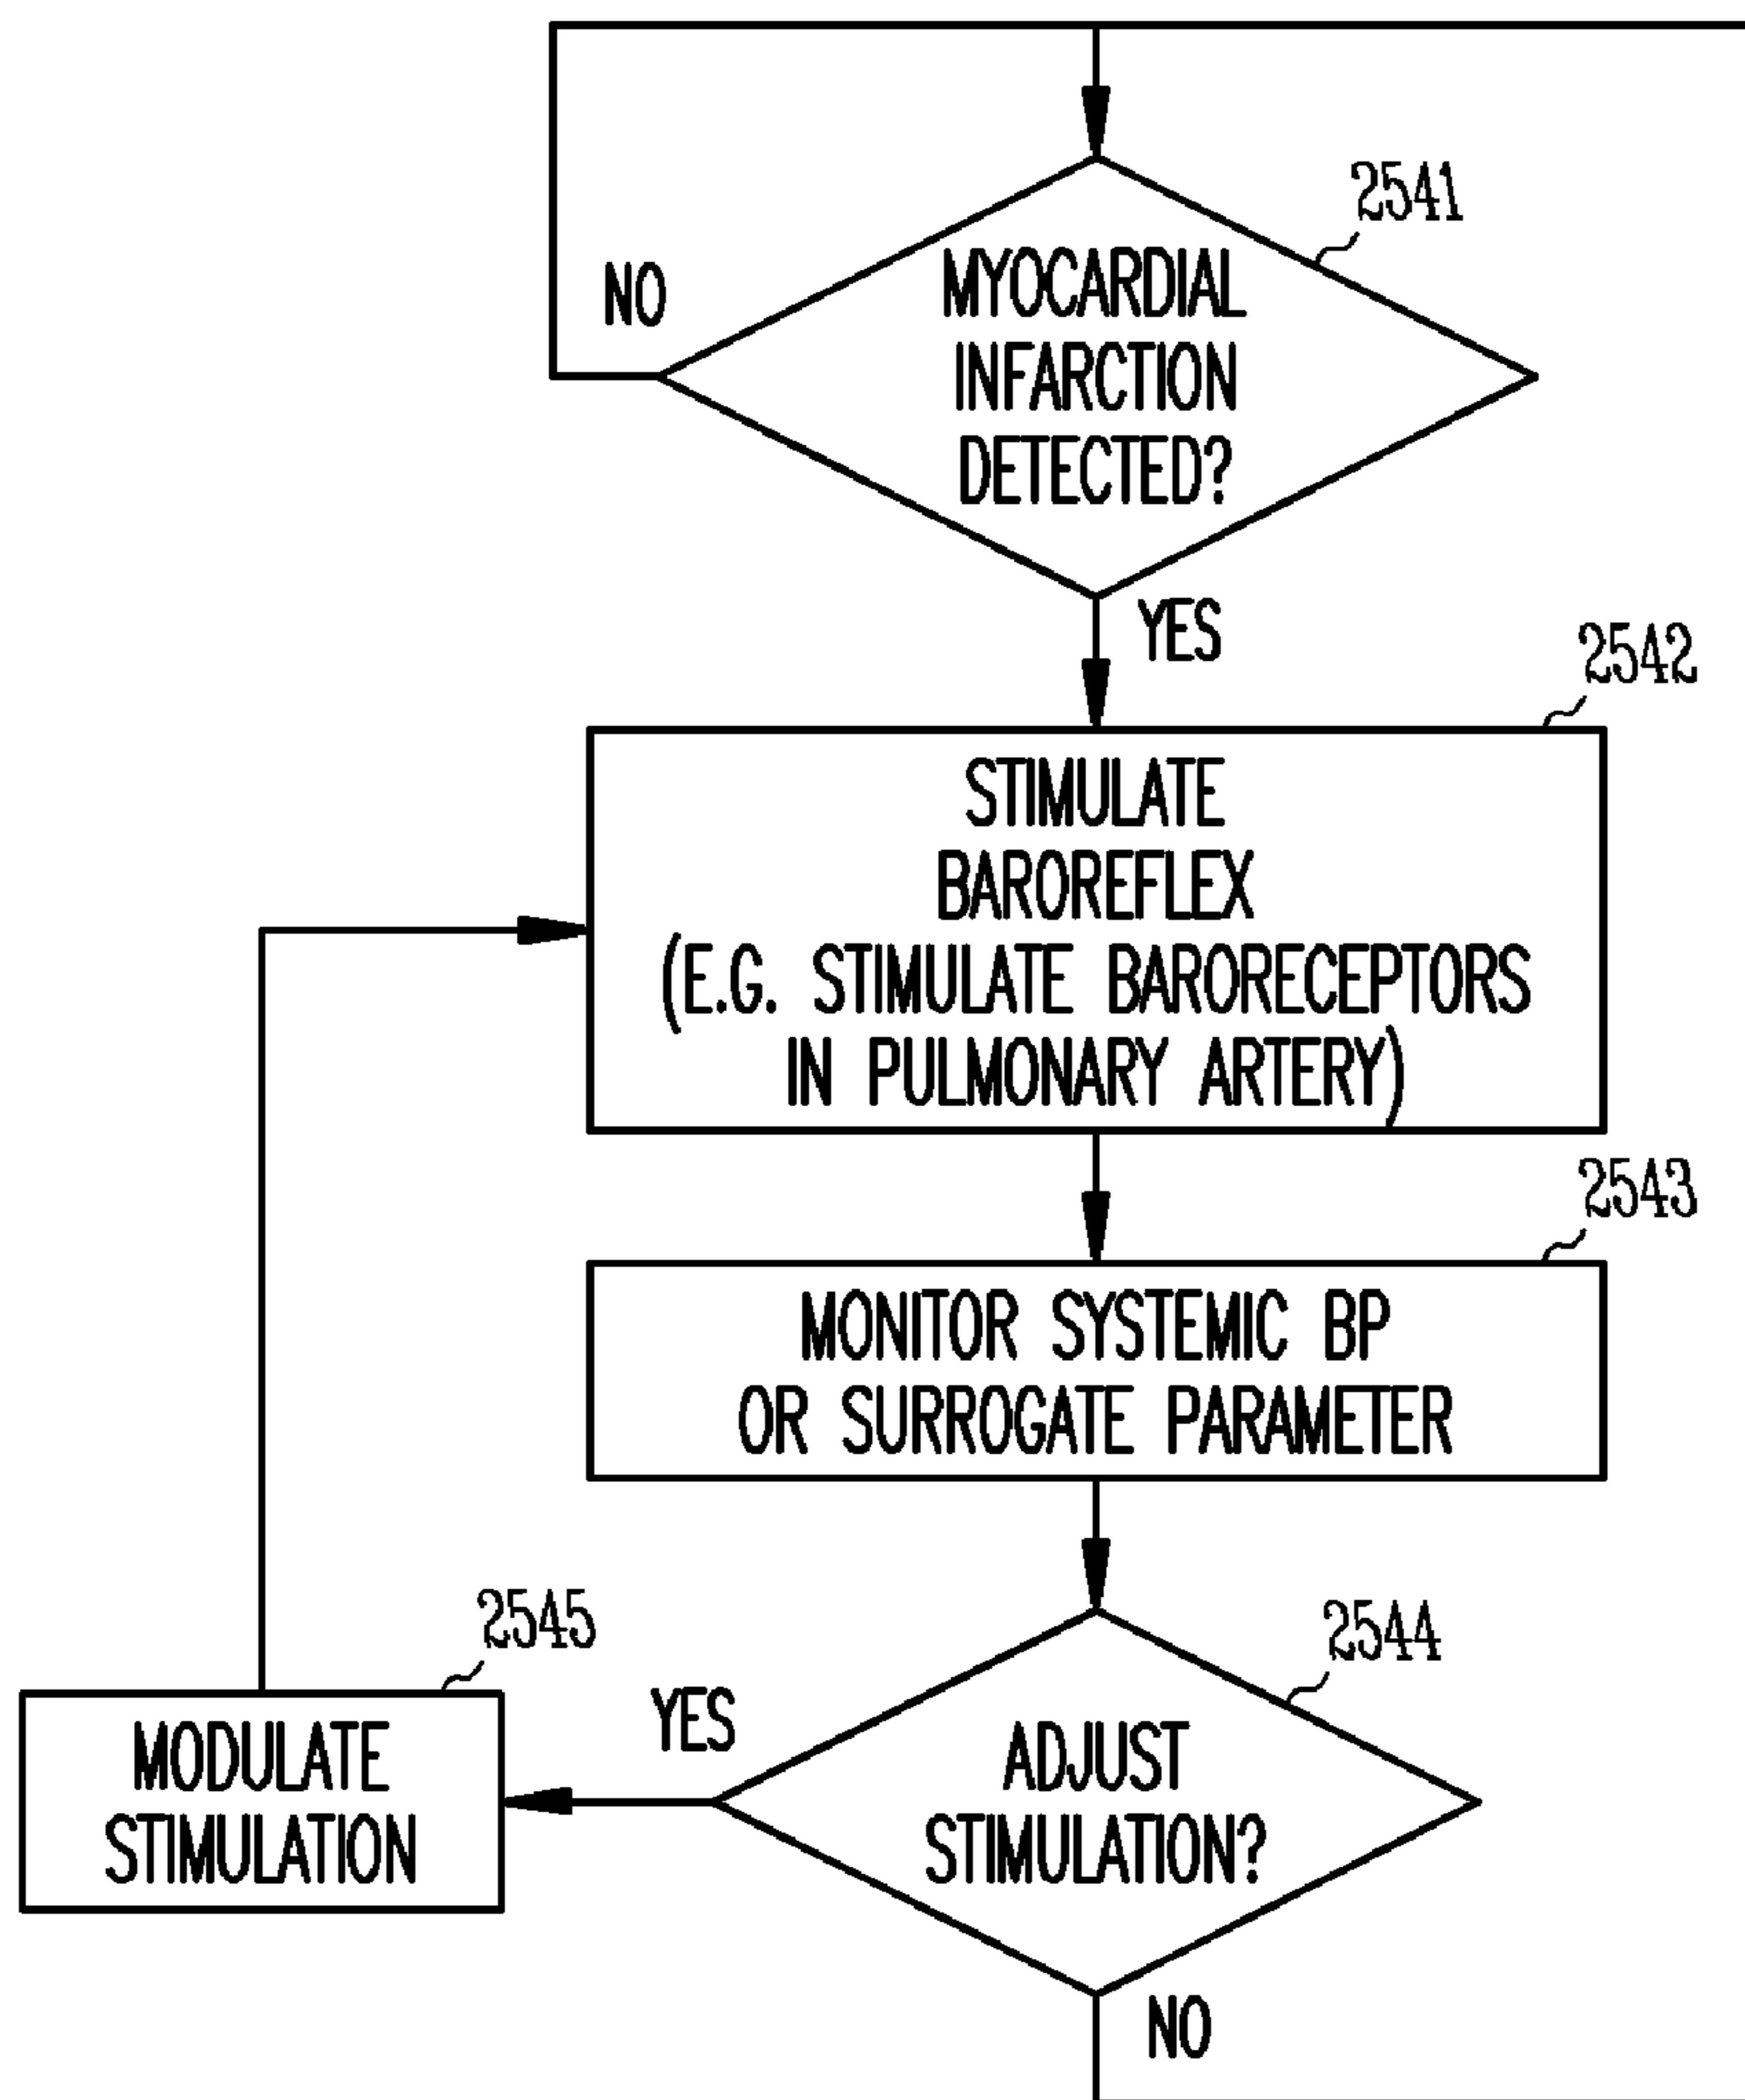 2541
NO
MYOCARDIAL
INFARCTION
DETECTED?
YES
2542
STIMULATE
BAROREFLEX
(E.G. STIMULATE BARORECEPTORS
IN PULMONARY ARTERY)
2543
MONITOR SYSTEMIC BP
OR SURROGATE PARAMETER
2545
2544
YES
MODULATE
STIMULATION
ADJUST
STIMULATION?
NO